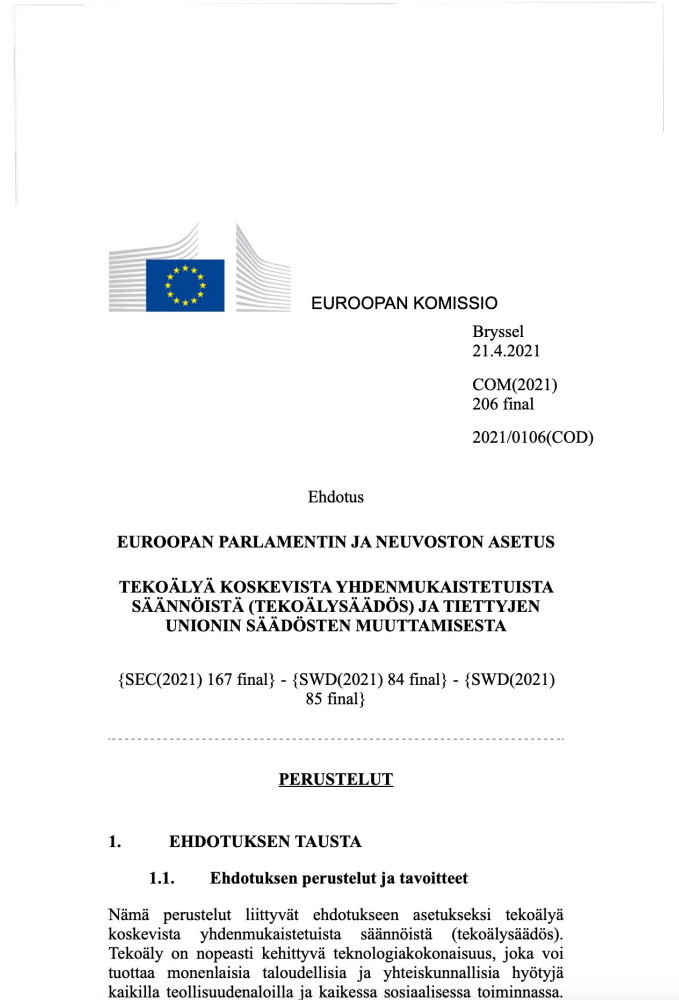 EUROOPAN KOMISSIO
Bryssel
21.4.2021
COM(2021)
206 final
2021/0106(COD)
Ehdotus
EUROOPAN PARLAMENTIN JA NEUVOSTON ASETUS
TEKOÄLYÄ KOSKEVISTA YHDENMUKAISTETUISTA
SÄÄNNÖISTÄ (TEKOÄLYSÄÄDÖS) JA TIETTYJEN
UNIONIN SÄÄDÖSTEN MUUTTAMISESTA
{SEC(2021) 167 final} - {SWD(2021) 84 final} - {SWD(2021)
85 final}
PERUSTELUT
1. EHDOTUKSEN TAUSTA
1.1. Ehdotuksen perustelut ja tavoitteet
Nämä perustelut liittyvät ehdotukseen asetukseksi tekoälyä
koskevista yhdenmukaistetuista säännöistä (tekoälysäädös).
Tekoäly on nopeasti kehittyvä teknologiakokonaisuus, joka voi
tuottaa monenlaisia taloudellisia ja yhteiskunnallisia hyötyjä
kaikilla teollisuudenaloilla ja kaikessa sosiaalisessa toiminnassa.